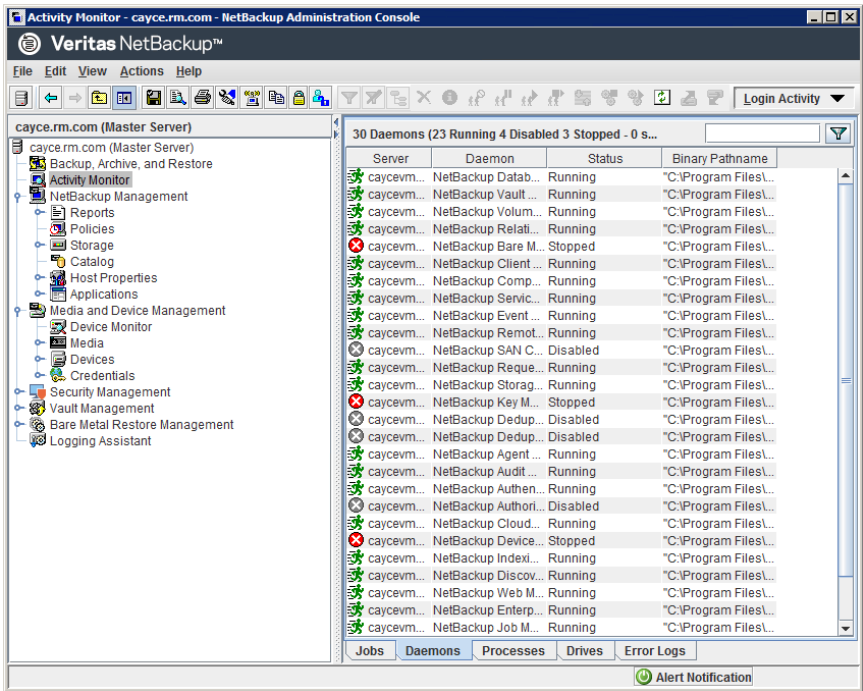 Activity Monitor - cayce.rm.com - NetBackup Administration Console
Veritas NetBackup™
File Edit View Actions Help
Login Activity
cayce.rm.com (Master Server)
cayce.rm.com (Master Server)
Backup, Archive, and Restore
Activity Monitor
NetBackup Management
Reports
Policies
Storage
Catalog
Host Properties
Applications
Media and Device Management
Device Monitor
Media
Devices
Credentials
Security Management
Vault Management
Bare Metal Restore Management
Logging Assistant
30 Daemons (23 Running 4 Disabled 3 Stopped - 0 s...
Server Daemon Status Binary Pathname
caycevm... NetBackup Datab... Running "C:\Program Files\...
caycevm... NetBackup Vault ... Running "C:\Program Files\...
caycevm... NetBackup Volum... Running "C:\Program Files\...
caycevm... NetBackup Relati... Running "C:\Program Files\...
caycevm... NetBackup Bare M... Stopped "C:\Program Files\...
caycevm... NetBackup Client ... Running "C:\Program Files\...
caycevm... NetBackup Comp... Running "C:\Program Files\...
caycevm... NetBackup Servic... Running "C:\Program Files\...
caycevm... NetBackup Event ... Running "C:\Program Files\...
caycevm... NetBackup Remot... Running "C:\Program Files\...
caycevm... NetBackup SAN C... Disabled "C:\Program Files\...
caycevm... NetBackup Reque... Running "C:\Program Files\...
caycevm... NetBackup Storag... Running "C:\Program Files\...
caycevm... NetBackup Key M... Stopped "C:\Program Files\...
caycevm... NetBackup Dedup... Disabled "C:\Program Files\...
caycevm... NetBackup Dedup... Disabled "C:\Program Files\...
caycevm... NetBackup Agent ... Running "C:\Program Files\...
caycevm... NetBackup Audit ... Running "C:\Program Files\...
caycevm... NetBackup Authen... Running "C:\Program Files\...
caycevm... NetBackup Authori... Disabled "C:\Program Files\...
caycevm... NetBackup Cloud... Running "C:\Program Files\...
caycevm... NetBackup Device... Stopped "C:\Program Files\...
caycevm... NetBackup Indexi... Running "C:\Program Files\...
caycevm... NetBackup Discov... Running "C:\Program Files\...
caycevm... NetBackup Web M... Running "C:\Program Files\...
caycevm... NetBackup Enterp... Running "C:\Program Files\...
caycevm... NetBackup Job M... Running "C:\Program Files\...
Jobs Daemons Processes Drives Error Logs
Alert Notification